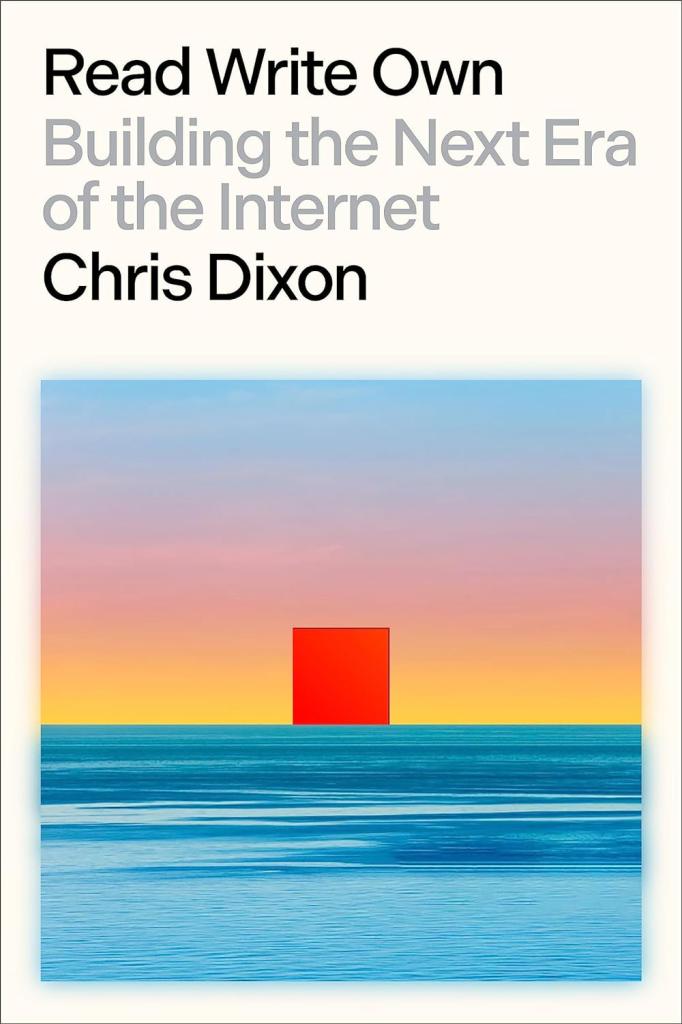 Read Write Own
Building the Next Era
of the Internet
Chris Dixon